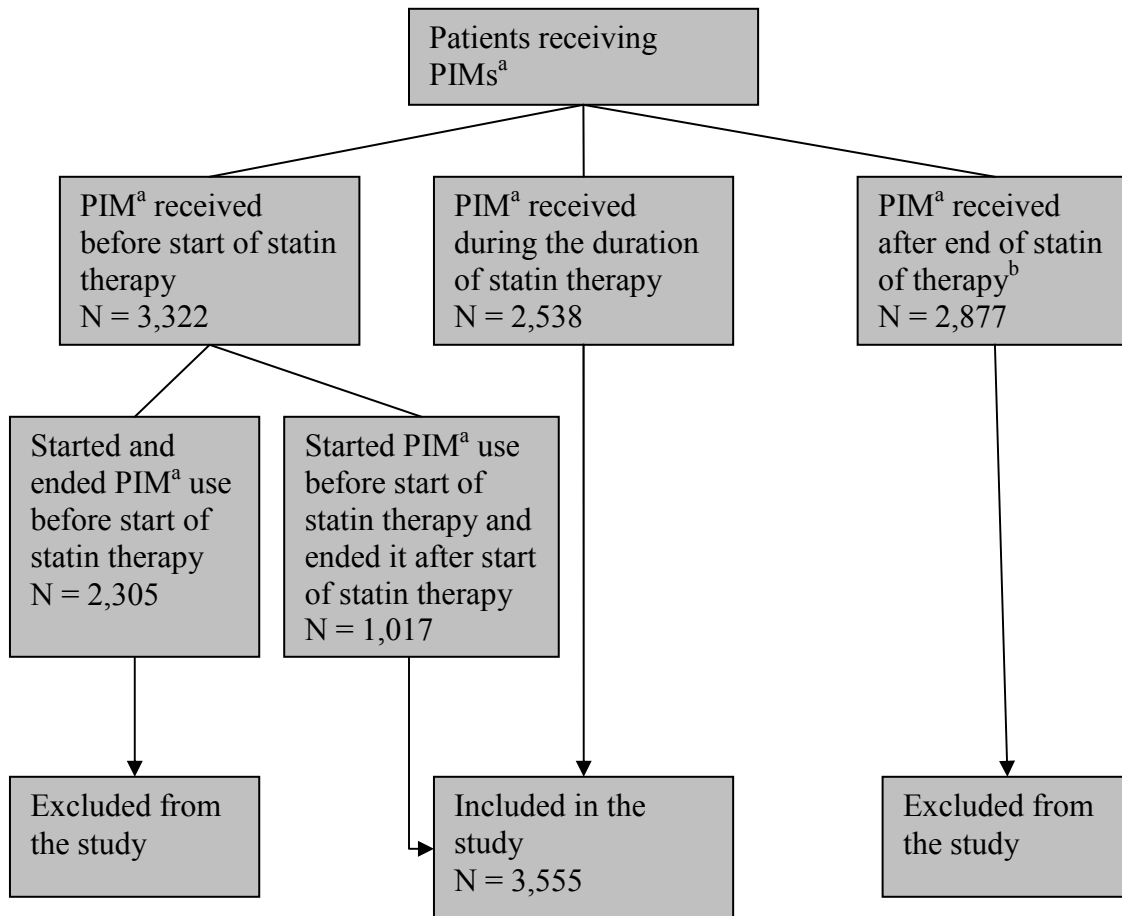 Patients receiving
PIMsᵃ
PIMᵃ received
before start of statin
therapy
N = 3,322
PIMᵃ received
during the duration
of statin therapy
N = 2,538
PIMᵃ received
after end of statin
of therapyᵇ
N = 2,877
Started and
ended PIMᵃ use
before start of
statin therapy
N = 2,305
Started PIMᵃ use
before start of
statin therapy and
ended it after start
of statin therapy
N = 1,017
Excluded from
the study
Included in the
study
N = 3,555
Excluded from
the study